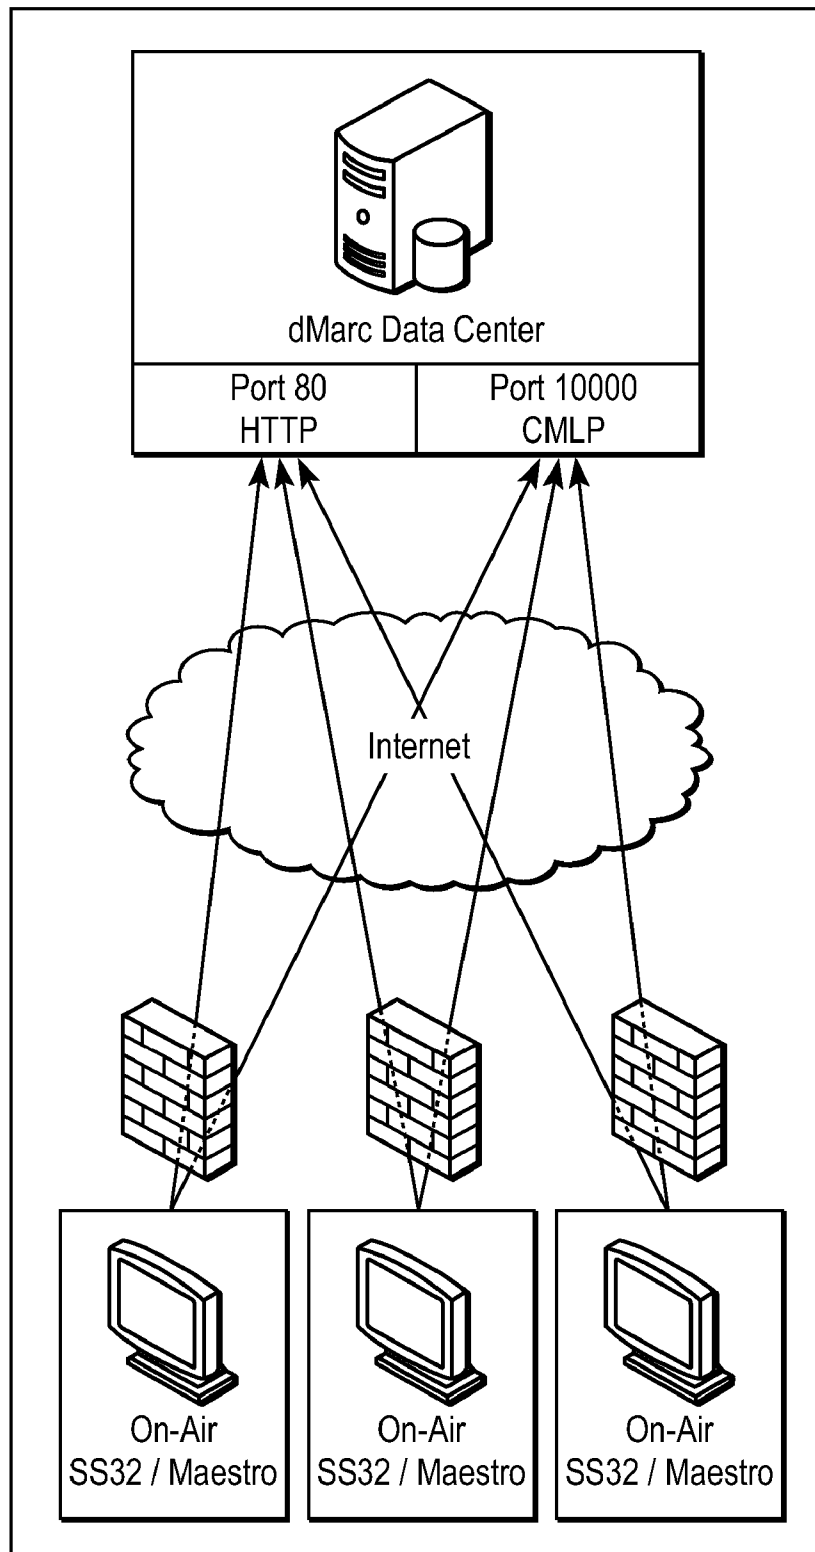 dMarc Data Center
Port 80
HTTP
Port 10000
CMLP
Internet
On-Air
SS32 / Maestro
On-Air
SS32 / Maestro
On-Air
SS32 / Maestro